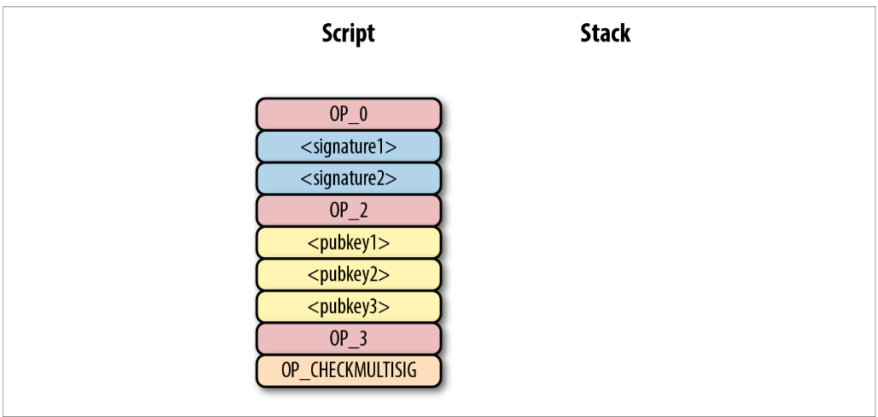 Script Stack
OP_0
<signature1>
<signature2>
OP_2
<pubkey1>
<pubkey2>
<pubkey3>
OP_3
OP_CHECKMULTISIG